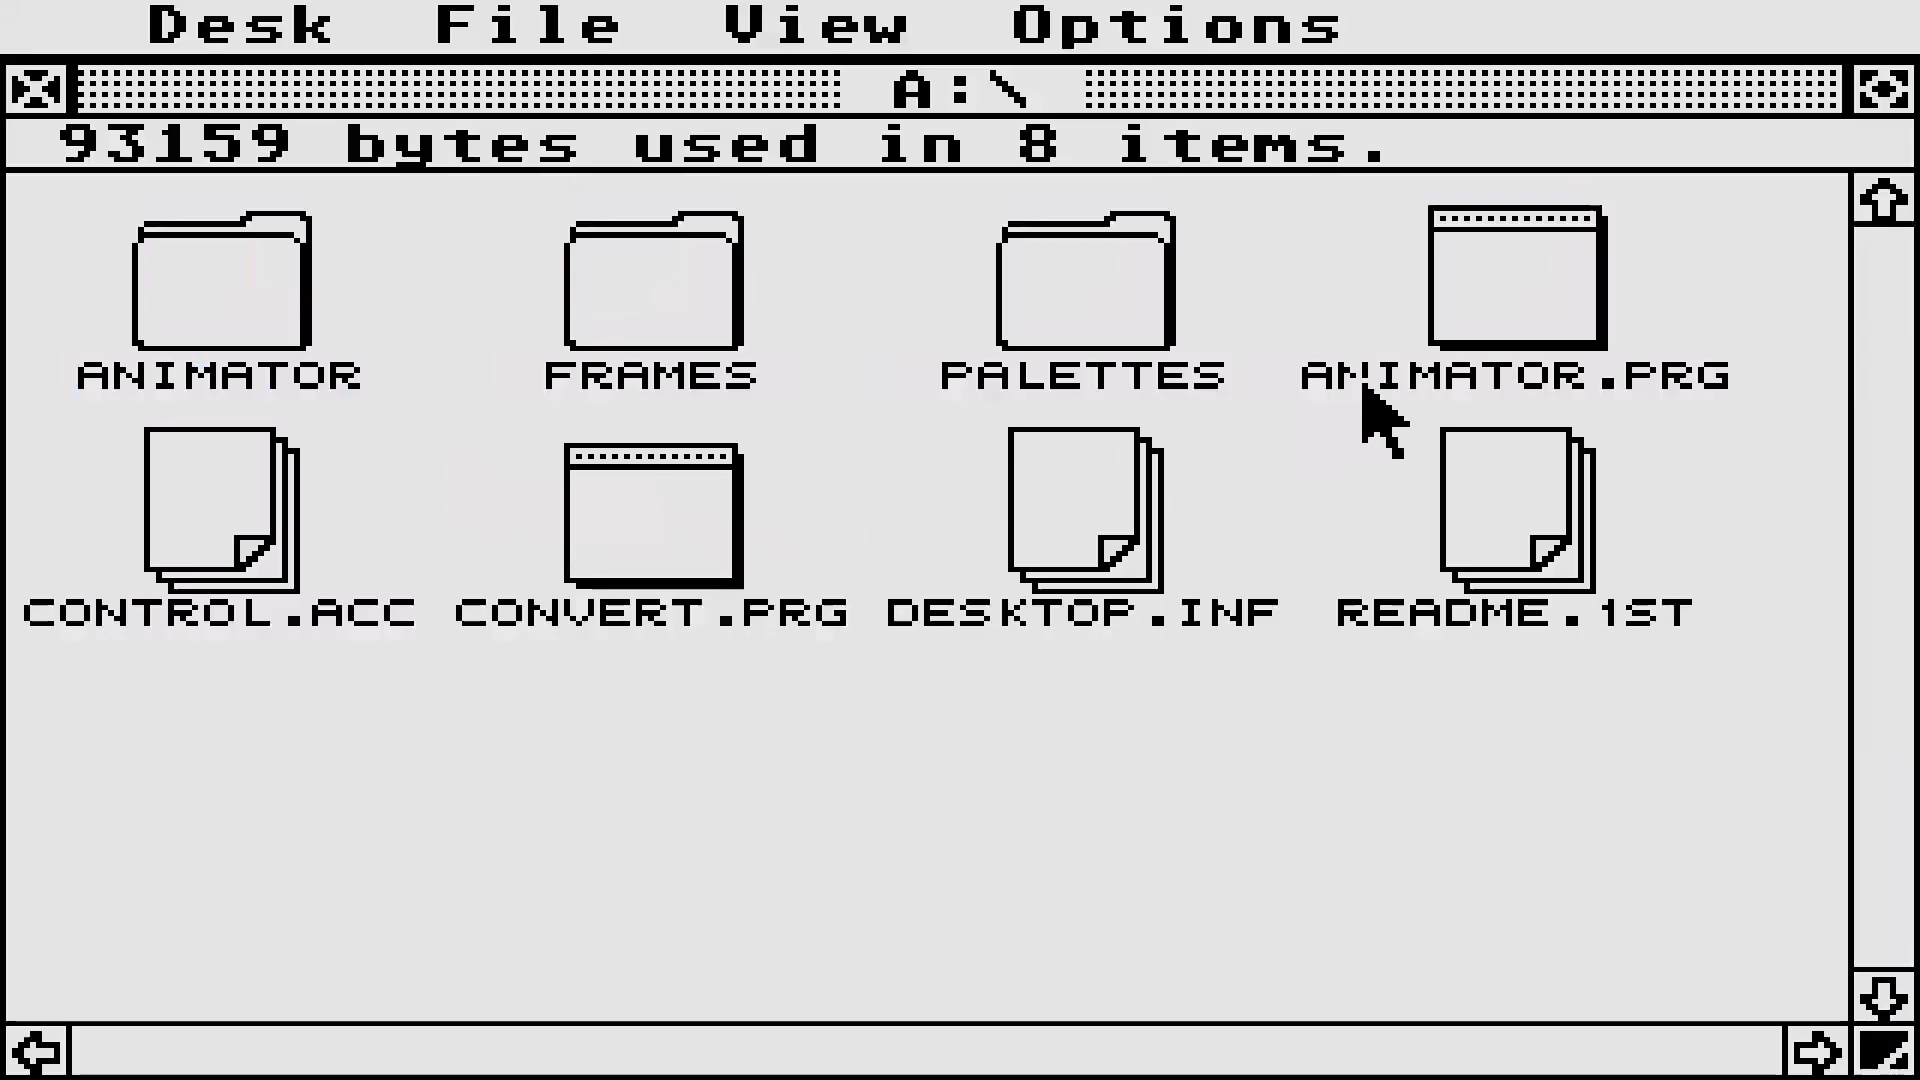 Desk File View Options
A:\
93159 bytes used in 8 items.
ANIMATOR FRAMES PALETTES ANIMATOR.PRG
CONTROL.ACC CONVERT.PRG DESKTOP.INF README.1ST